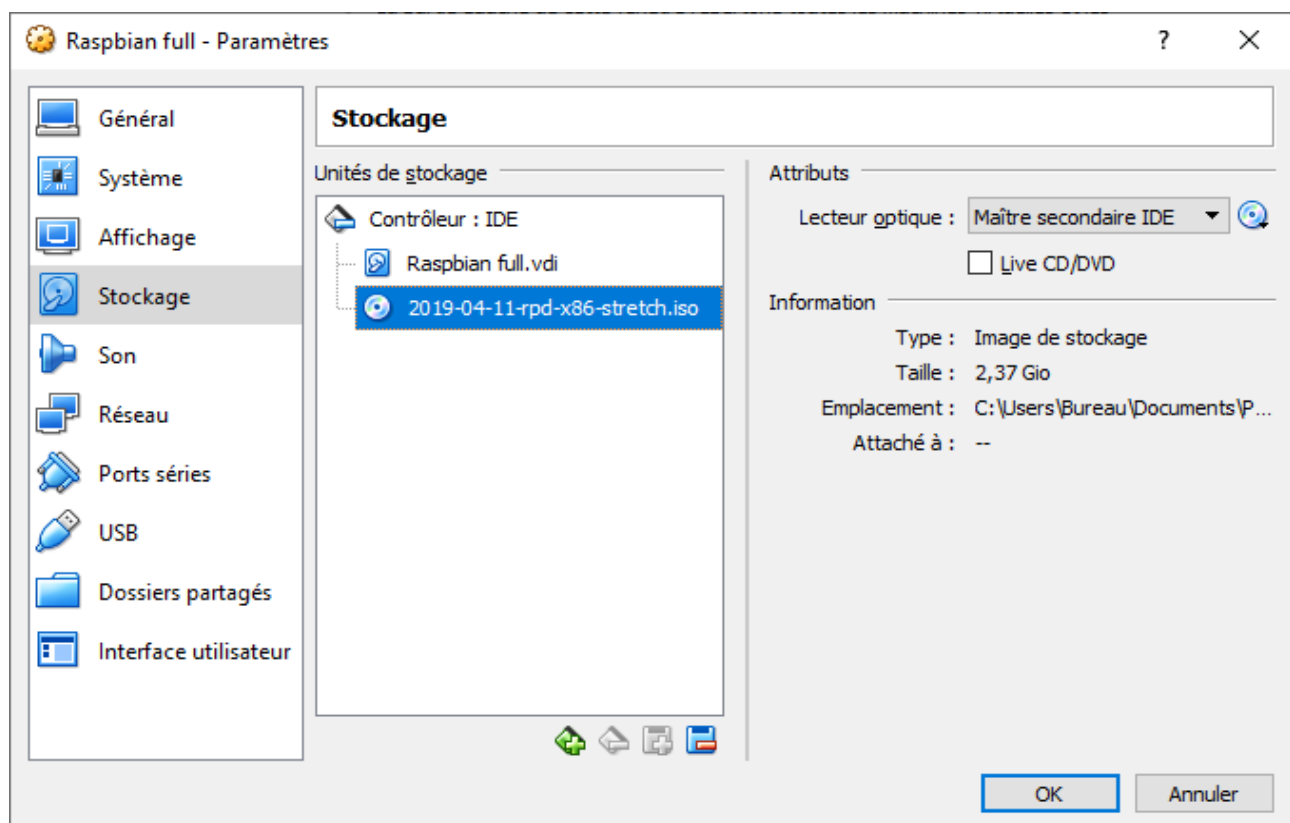 Raspbian full - Paramètres ? ×
Général
Système
Affichage
Stockage
Son
Réseau
Ports séries
USB
Dossiers partagés
Interface utilisateur
Stockage
Unités de stockage
Contrôleur : IDE
Raspbian full.vdi
2019-04-11-rpd-x86-stretch.iso
Attributs
Lecteur optique : Maître secondaire IDE
Live CD/DVD
Information
Type : Image de stockage
Taille : 2,37 Gio
Emplacement : C:\Users\Bureau\Documents\P...
Attaché à : --
OK Annuler